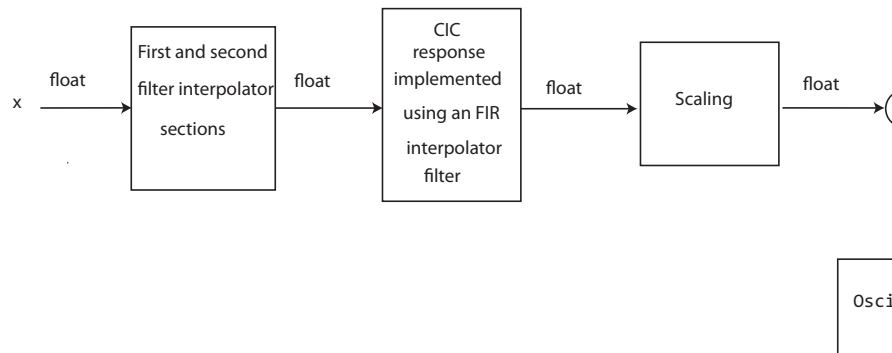 x
float
First and second
filter interpolator
sections
float
CIC
response
implemented
using an FIR
interpolator
filter
float
Scaling
float
Osci